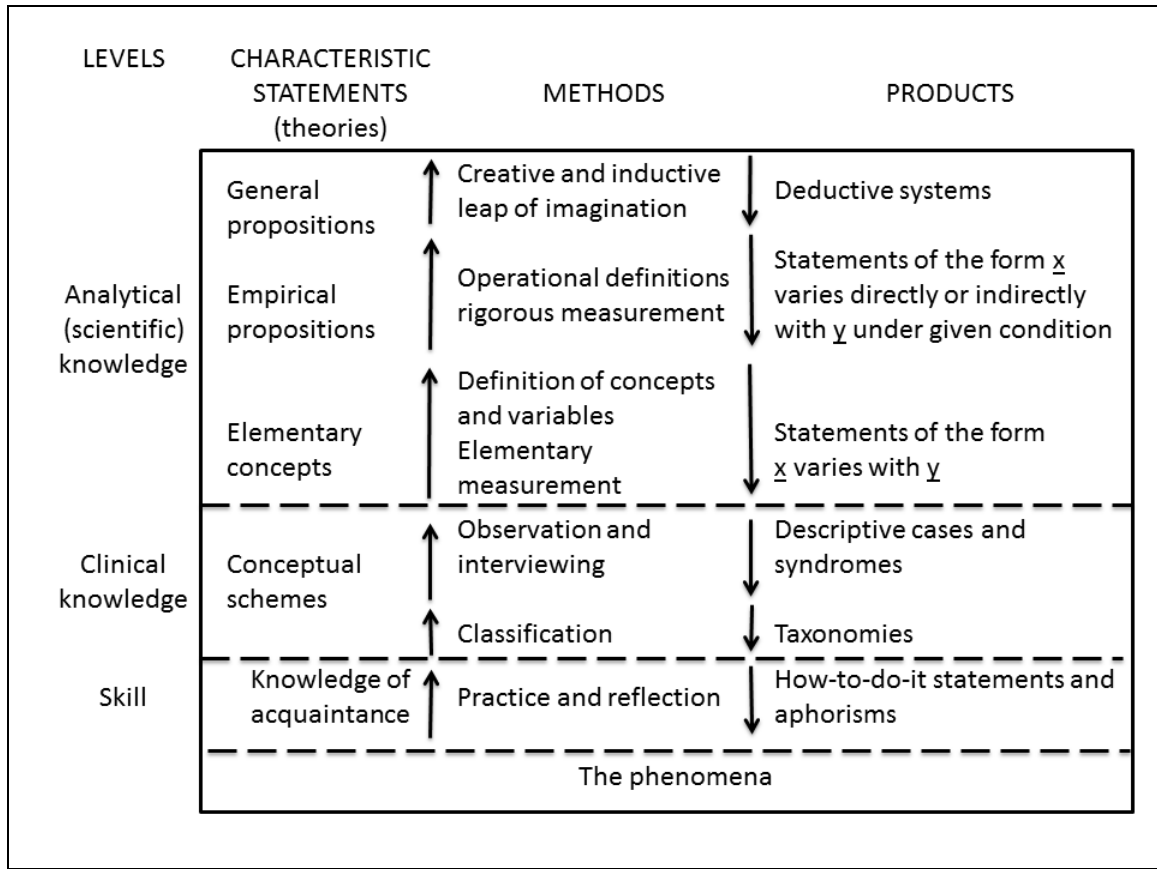 LEVELS
CHARACTERISTIC
STATEMENTS
(theories)
METHODS
PRODUCTS
Analytical
(scientific)
knowledge
General
propositions
Creative and inductive
leap of imagination
Deductive systems
Empirical
propositions
Operational definitions
rigorous measurement
Statements of the form x
varies directly or indirectly
with y under given condition
Elementary
concepts
Definition of concepts
and variables
Elementary
measurement
Statements of the form
x varies with y
Clinical
knowledge
Conceptual
schemes
Observation and
interviewing
Descriptive cases and
syndromes
Classification
Taxonomies
Skill
Knowledge of
acquaintance
Practice and reflection
How-to-do-it statements and
aphorisms
The phenomena